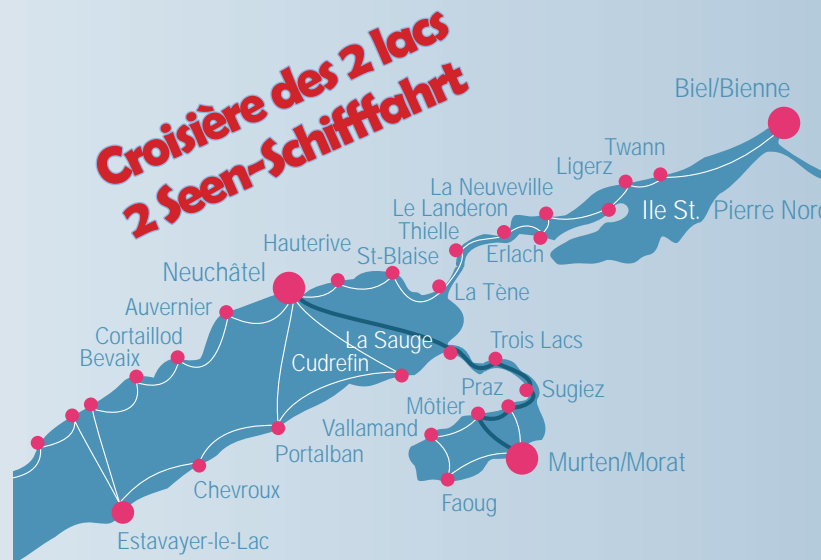 Croisière des 2 lacs
2 Seen-Schifffahrt
Biel/Bienne
Twann
Ligerz
La Neuveville
Ile St. Pierre Nord
Le Landeron
Thielle
Erlach
Hauterive
St-Blaise
Neuchâtel
La Tène
Auvernier
Cortaillod
La Sauge
Trois Lacs
Bevaix
Cudrefin
Praz
Sugiez
Môtier
Vallamand
Portalban
Murten/Morat
Chevroux
Faoug
Estavayer-le-Lac